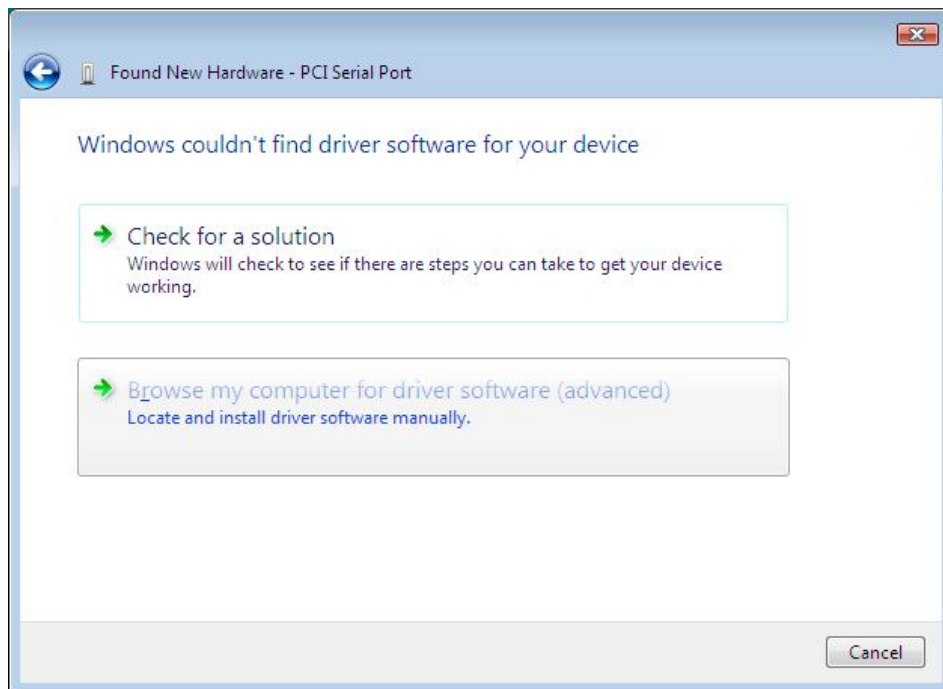 Found New Hardware - PCI Serial Port
Windows couldn't find driver software for your device
Check for a solution
Windows will check to see if there are steps you can take to get your device
working.
Browse my computer for driver software (advanced)
Locate and install driver software manually.
Cancel